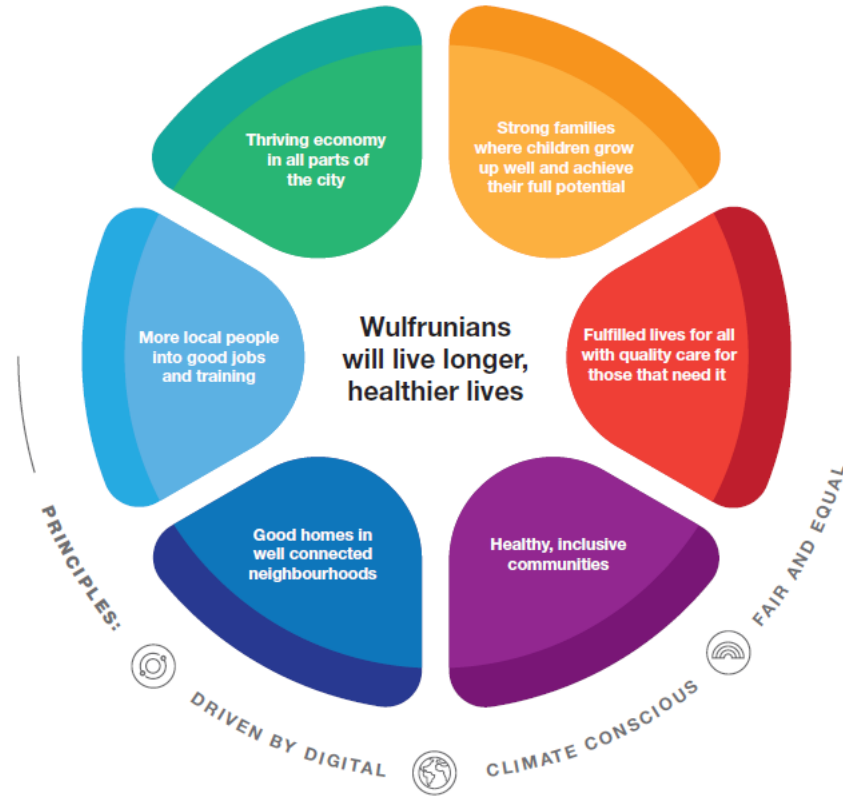 Thriving economy
in all parts of
the city
Strong families
where children grow
up well and achieve
their full potential
More local people
into good jobs
and training
Wulfrunians
will live longer,
healthier lives
Fulfilled lives for all
with quality care for
those that need it
Good homes in
well connected
neighbourhoods
Healthy, inclusive
communities
PRINCIPLES:
DRIVEN BY DIGITAL
CLIMATE CONSCIOUS
FAIR AND EQUAL